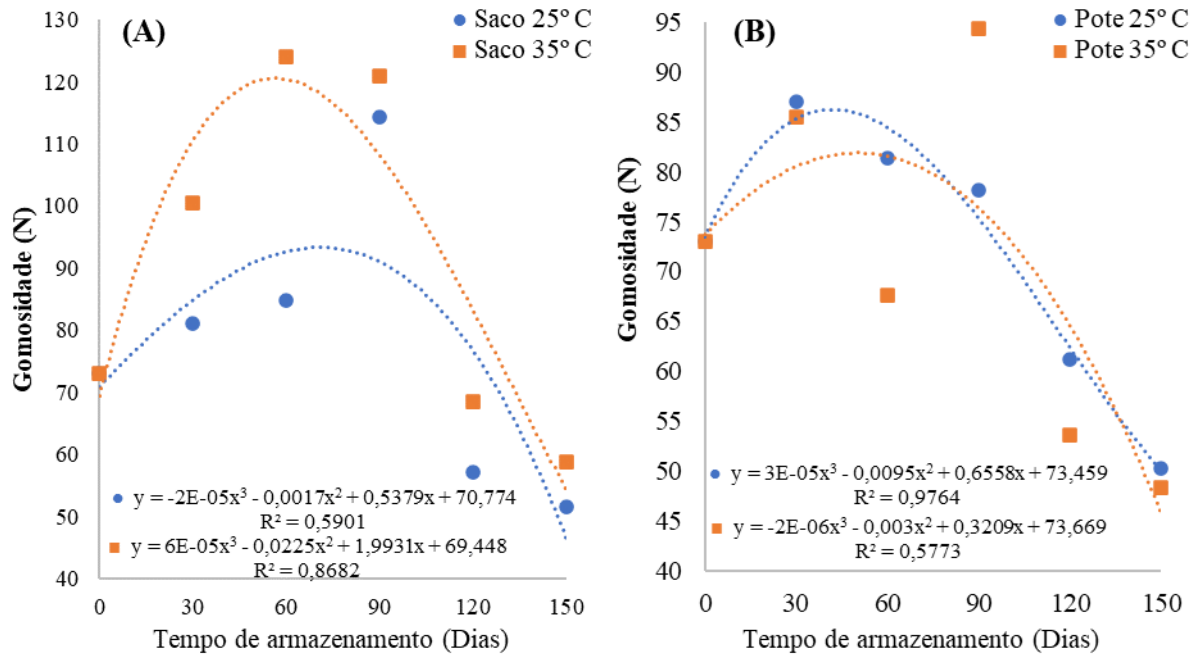 (A)
Saco 25° C
Saco 35° C
Gomosidade (N)
130
120
110
100
90
80
70
60
50
40
y = -2E-05x³ - 0,0017x² + 0,5379x + 70,774
R² = 0,5901
y = 6E-05x³ - 0,0225x² + 1,9931x + 69,448
R² = 0,8682
0 30 60 90 120 150
Tempo de armazenamento (Dias)
(B)
Pote 25° C
Pote 35° C
Gomosidade (N)
95
90
85
80
75
70
65
60
55
50
45
40
y = 3E-05x³ - 0,0095x² + 0,6558x + 73,459
R² = 0,9764
y = -2E-06x³ - 0,003x² + 0,3209x + 73,669
R² = 0,5773
0 30 60 90 120 150
Tempo de armazenamento (Dias)